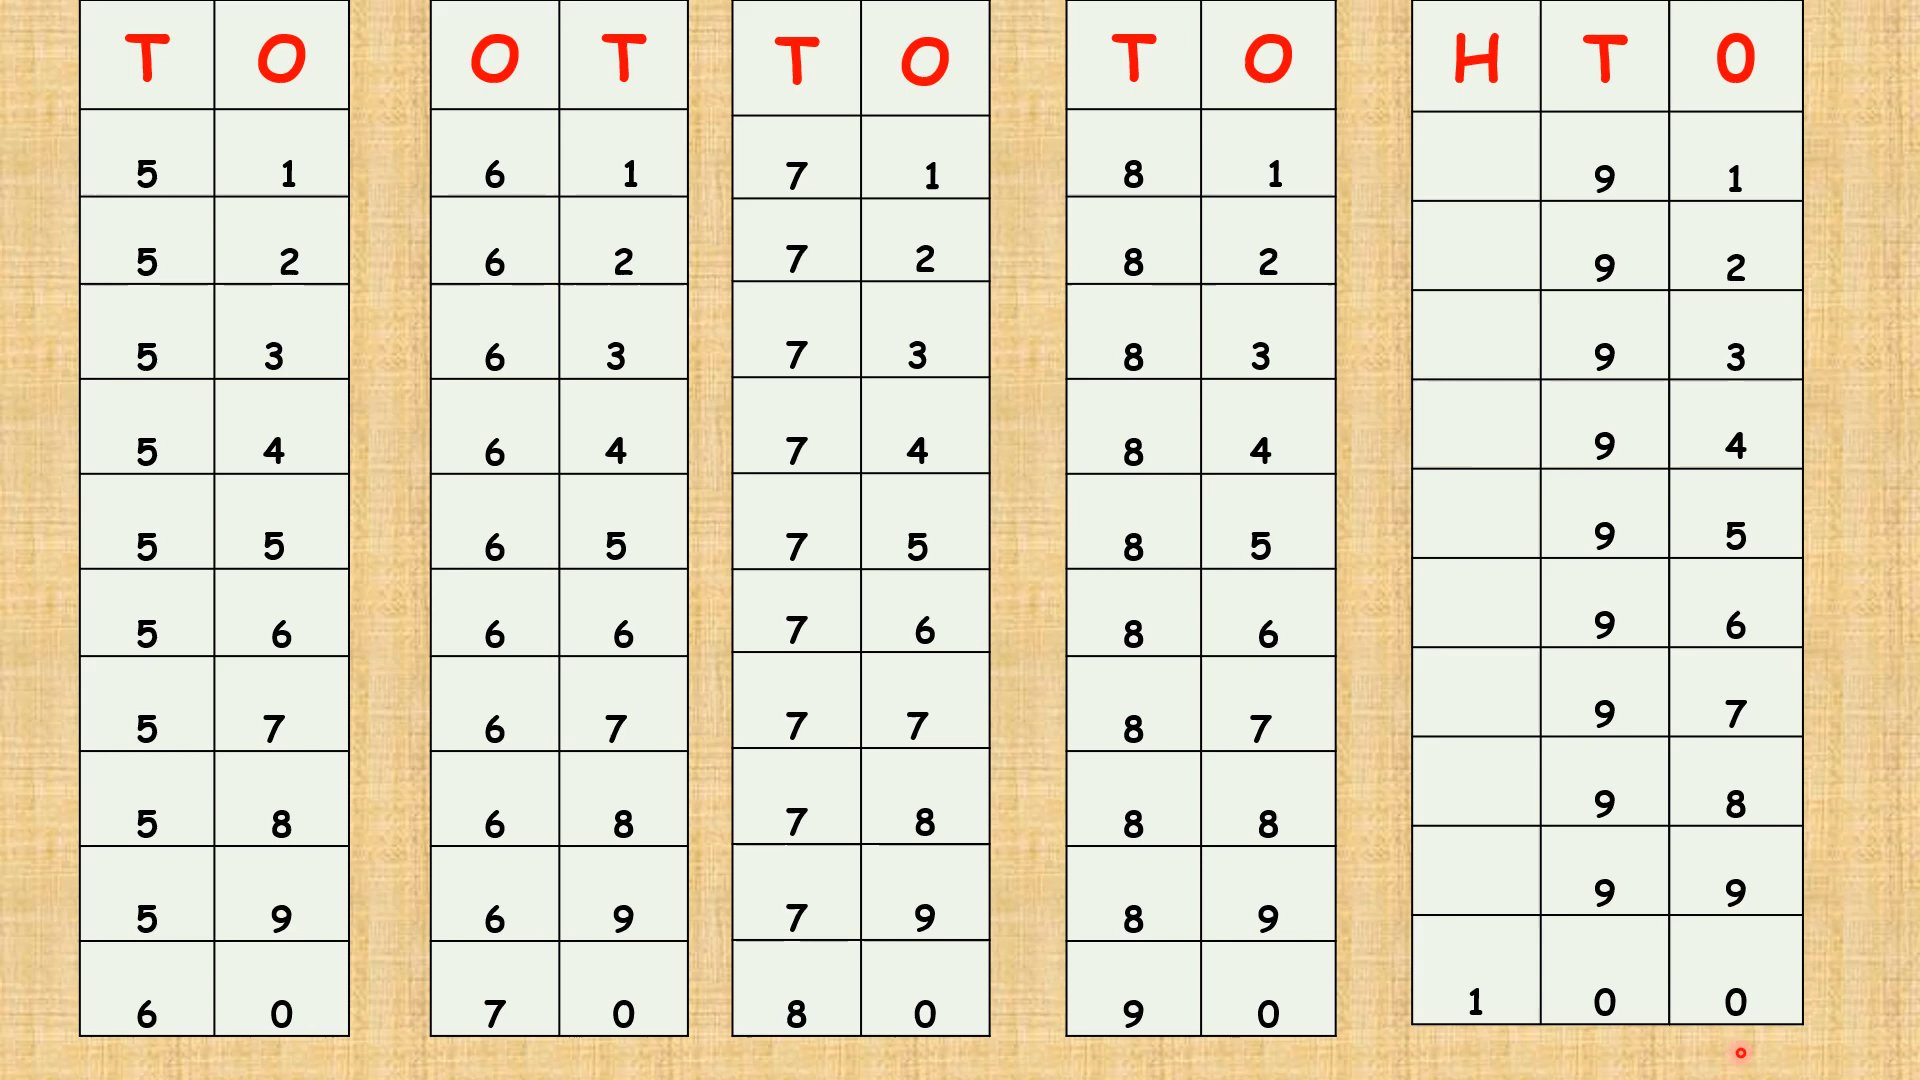 T O O T T O T O H T 0
5 1 6 1 7 1 8 1 9 1
5 2 6 2 7 2 8 2 9 2
5 3 6 3 7 3 8 3 9 3
5 4 6 4 7 4 8 4 9 4
5 5 6 5 7 5 8 5 9 5
5 6 6 6 7 6 8 6 9 6
5 7 6 7 7 7 8 7 9 7
5 8 6 8 7 8 8 8 9 8
5 9 6 9 7 9 8 9 9 9
6 0 7 0 8 0 9 0 1 0 0